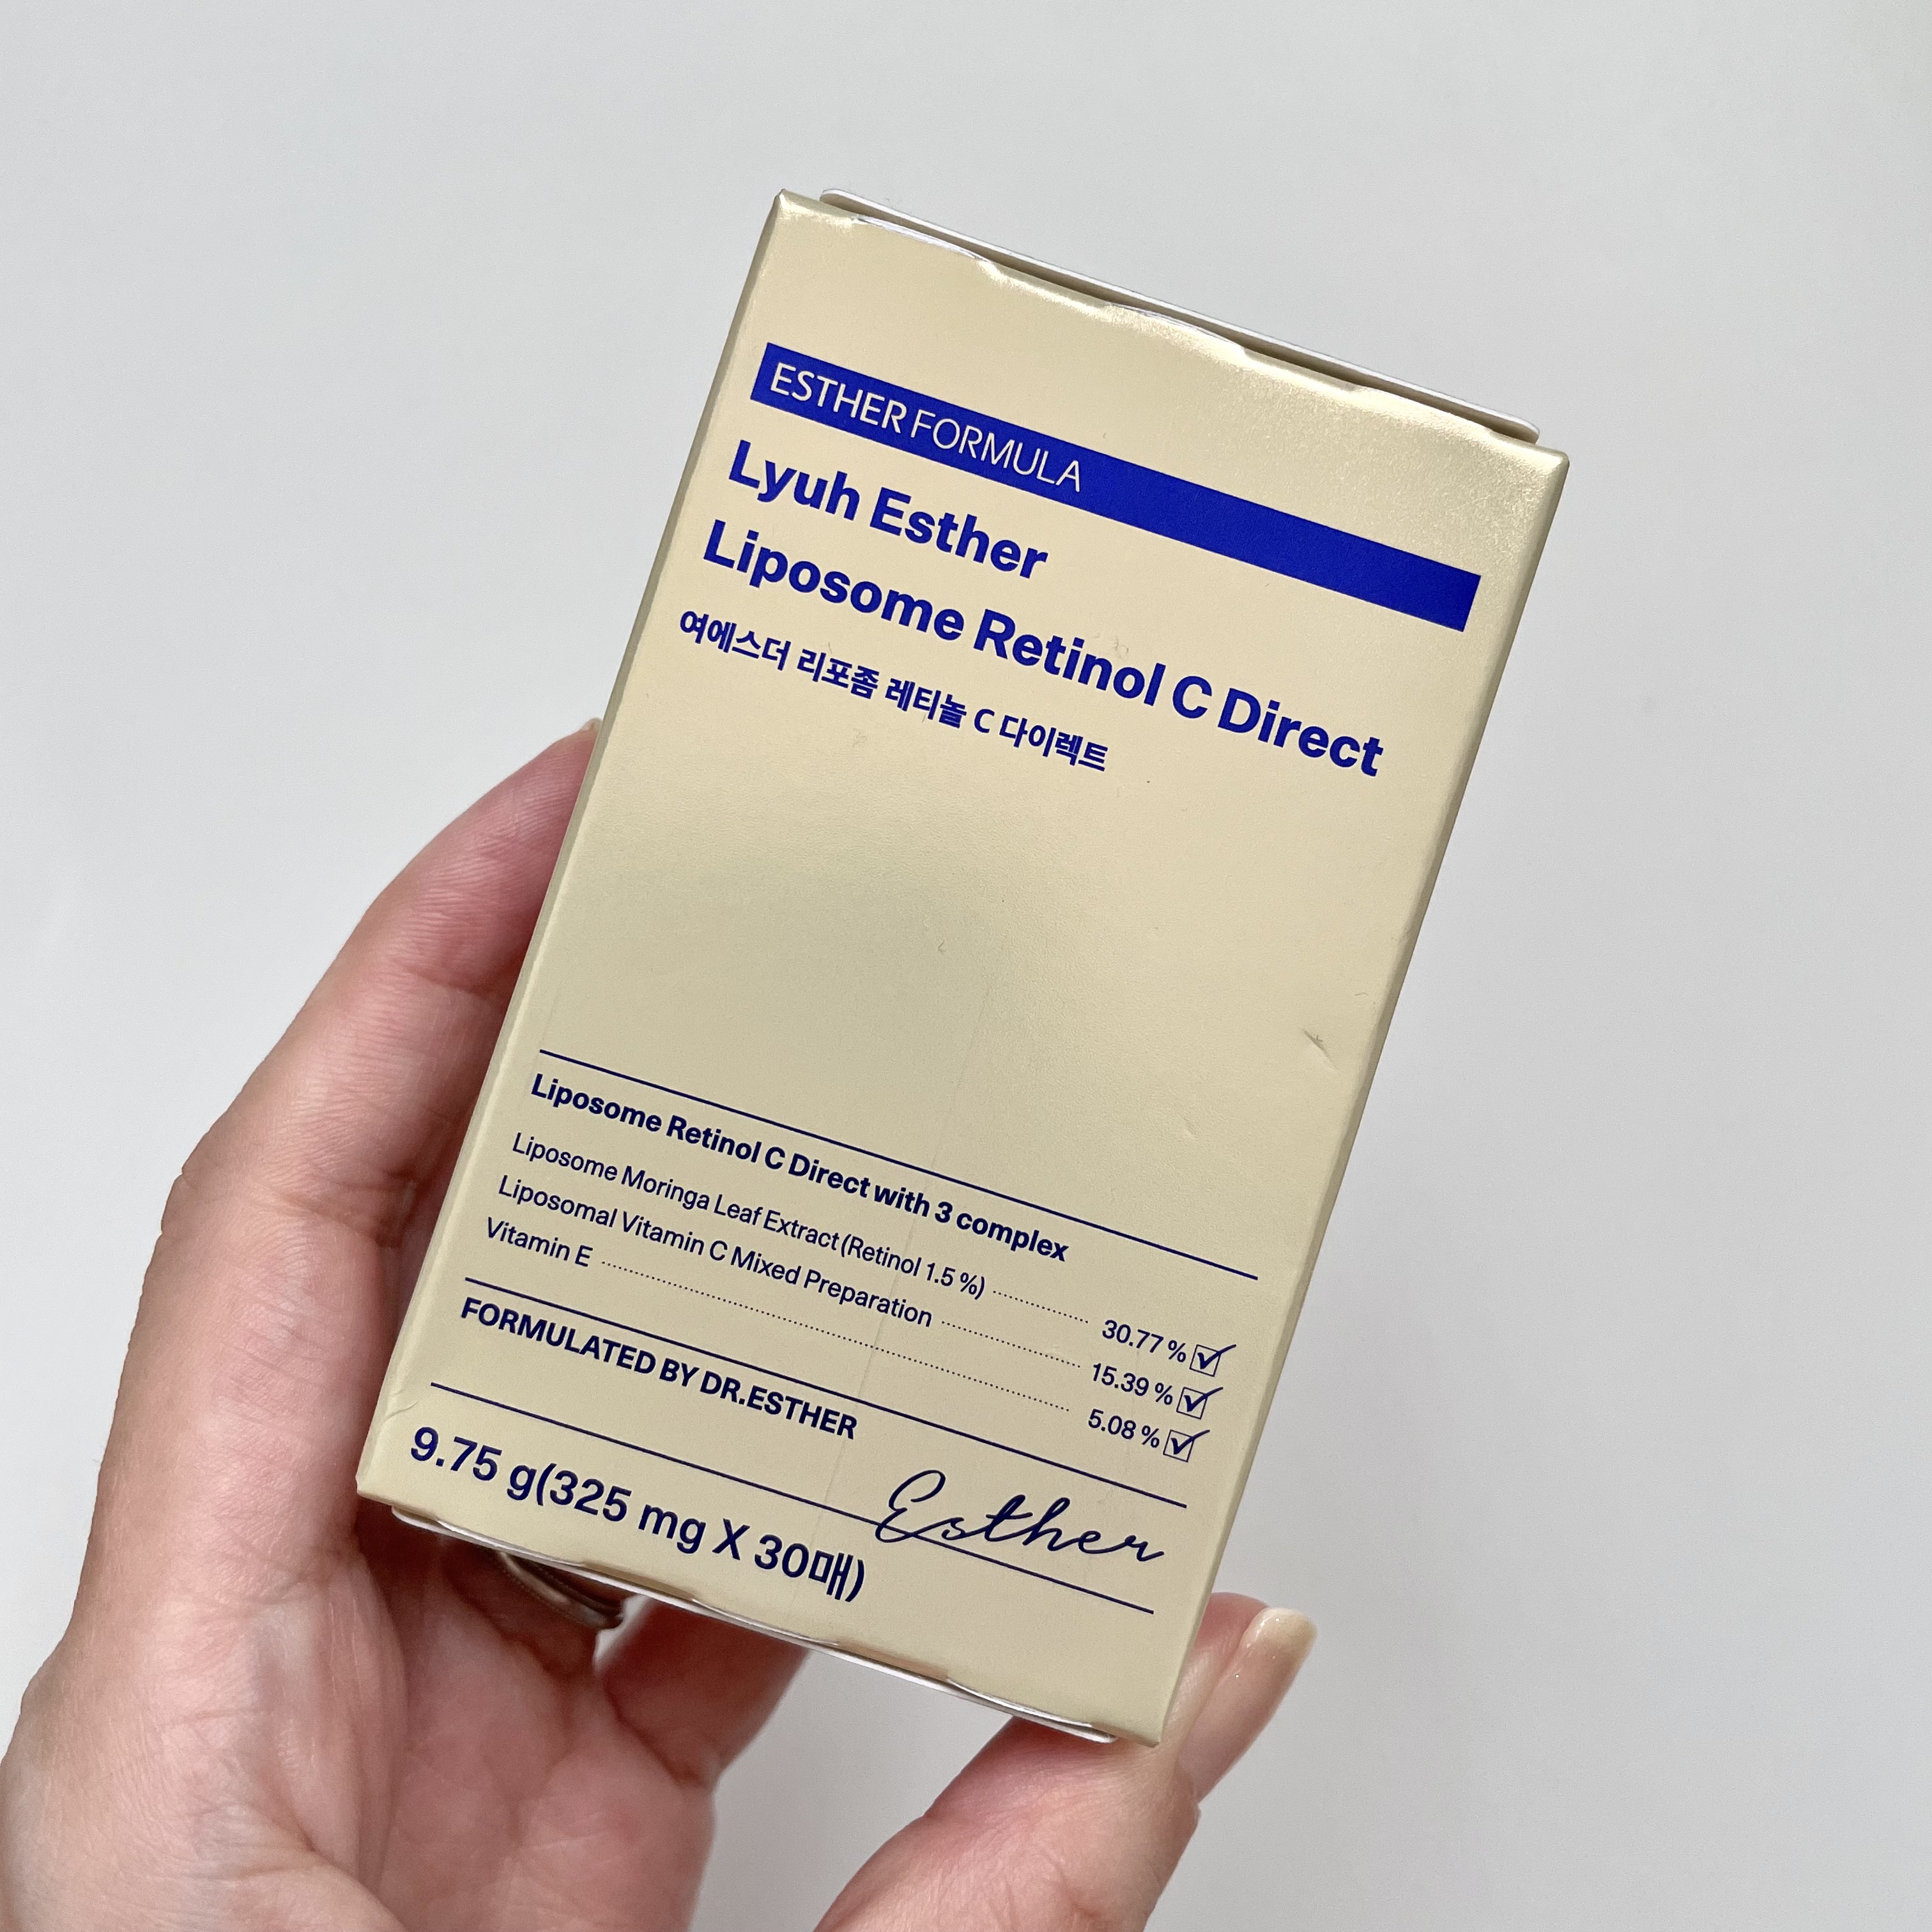 ESTHER FORMULA
Lyuh Esther
Liposome Retinol C Direct
여에스더 리포좀 레티놀 C 다이렉트
Liposome Retinol C Direct with 3 complex
Liposome Moringa Leaf Extract (Retinol 1.5 %) 30.77 %
Liposomal Vitamin C Mixed Preparation 15.39 %
Vitamin E 5.08 %
FORMULATED BY DR.ESTHER
Esther
9.75 g(325 mg X 30매)